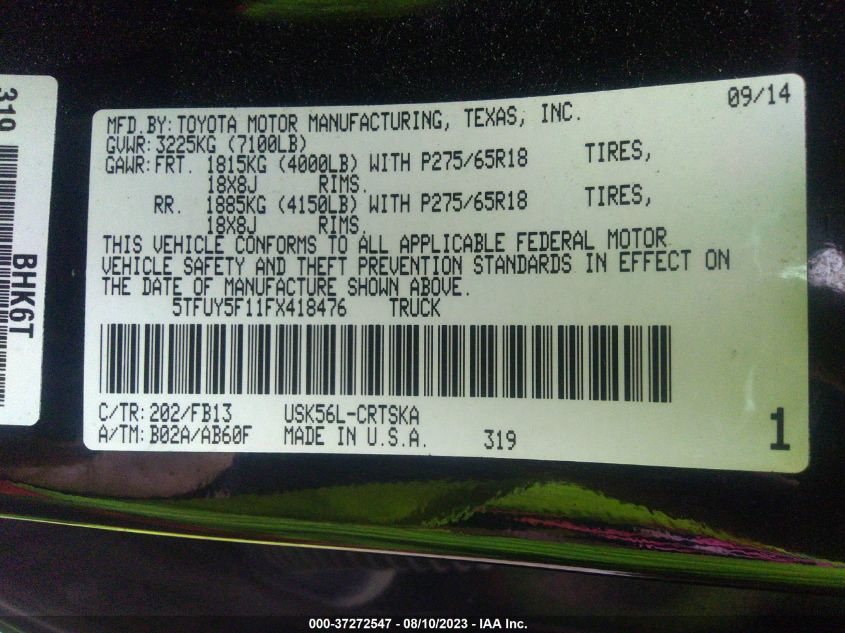 319
BHK6T
09/14
MFD.BY:TOYOTA MOTOR MANUFACTURING, TEXAS, INC.
GVWR:3225KG (7100LB)
GAWR:FRT. 1815KG (4000LB) WITH P275/65R18 TIRES,
18X8J RIMS.
RR. 1885KG (4150LB) WITH P275/65R18 TIRES,
18X8J RIMS.
THIS VEHICLE CONFORMS TO ALL APPLICABLE FEDERAL MOTOR
VEHICLE SAFETY AND THEFT PREVENTION STANDARDS IN EFFECT ON
THE DATE OF MANUFACTURE SHOWN ABOVE.
5TFUY5F11FX418476 TRUCK
C/TR:202/FB13 USK56L-CRTSKA
A/TM:B02A/AB60F MADE IN U.S.A. 319
1
000-37272547 - 08/10/2023 - IAA Inc.